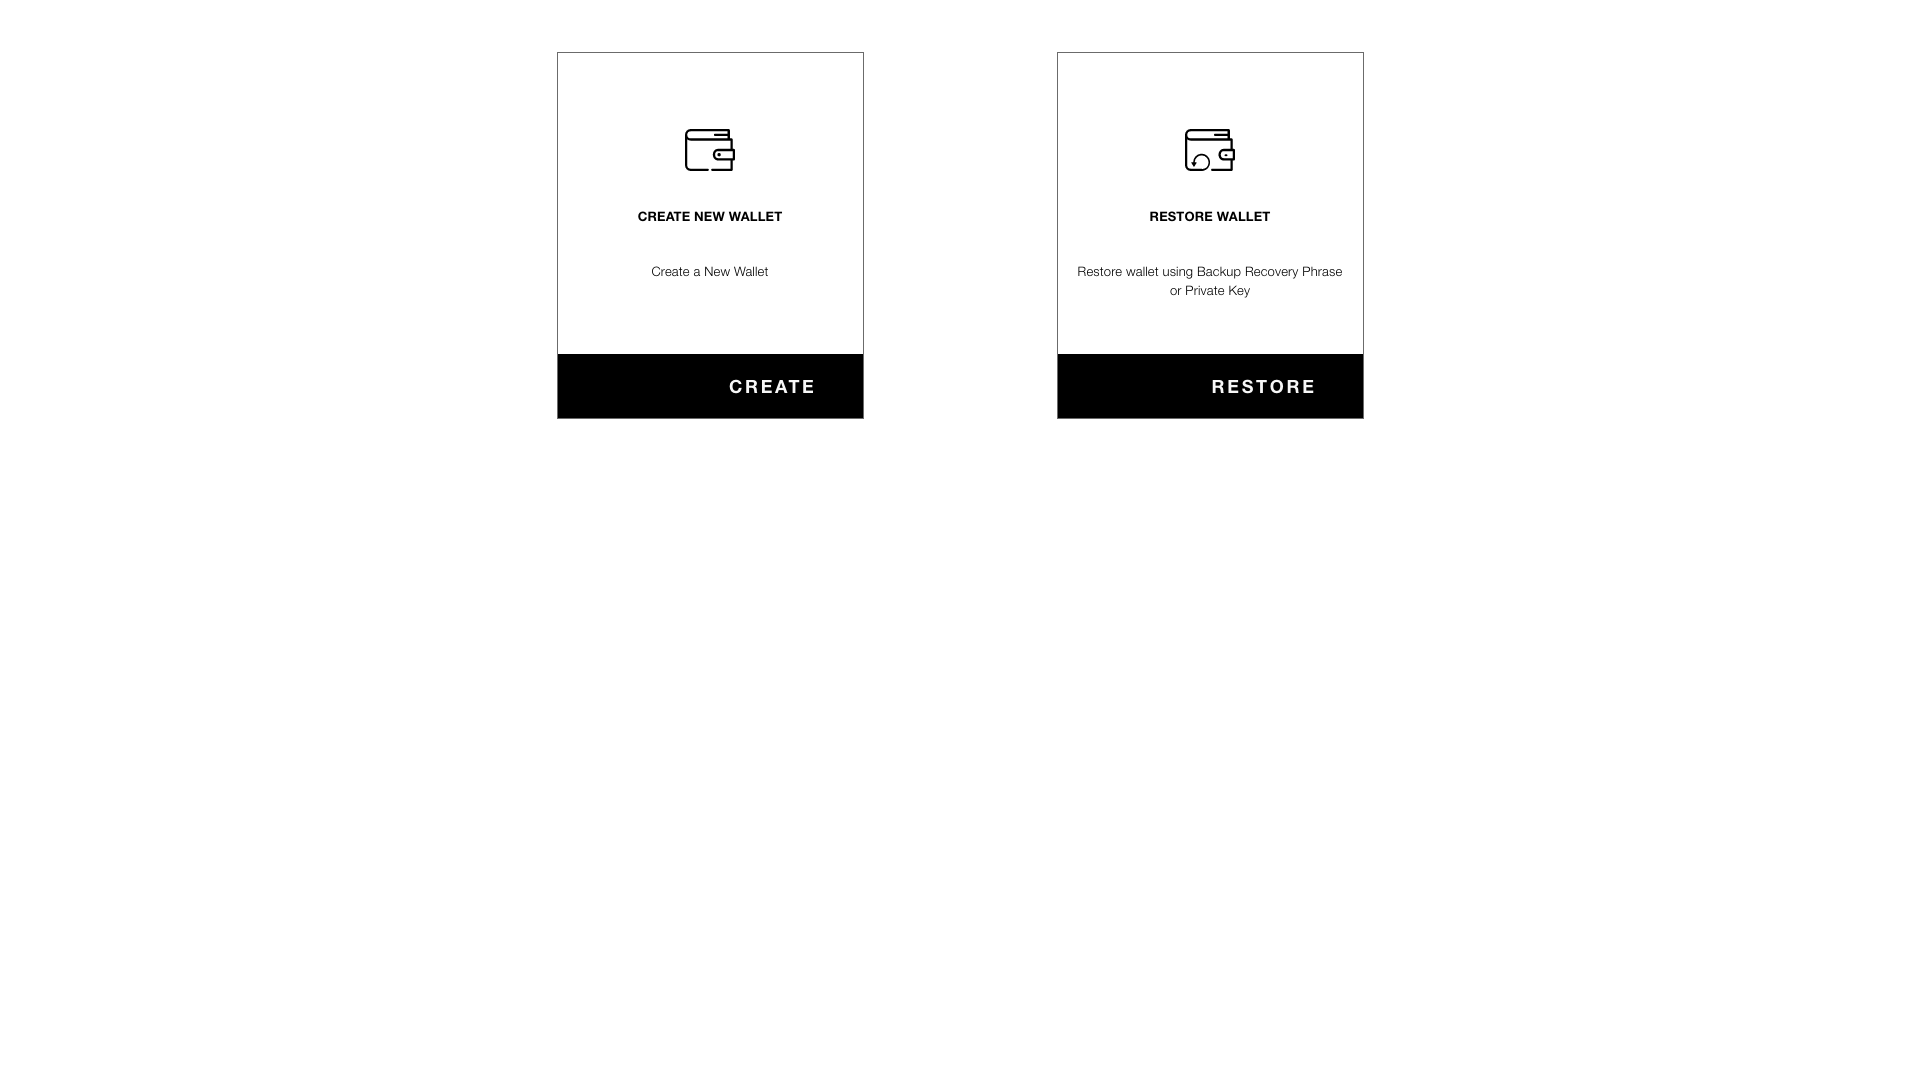 CREATE NEW WALLET
Create a New Wallet
CREATE
RESTORE WALLET
Restore wallet using Backup Recovery Phrase
or Private Key
RESTORE